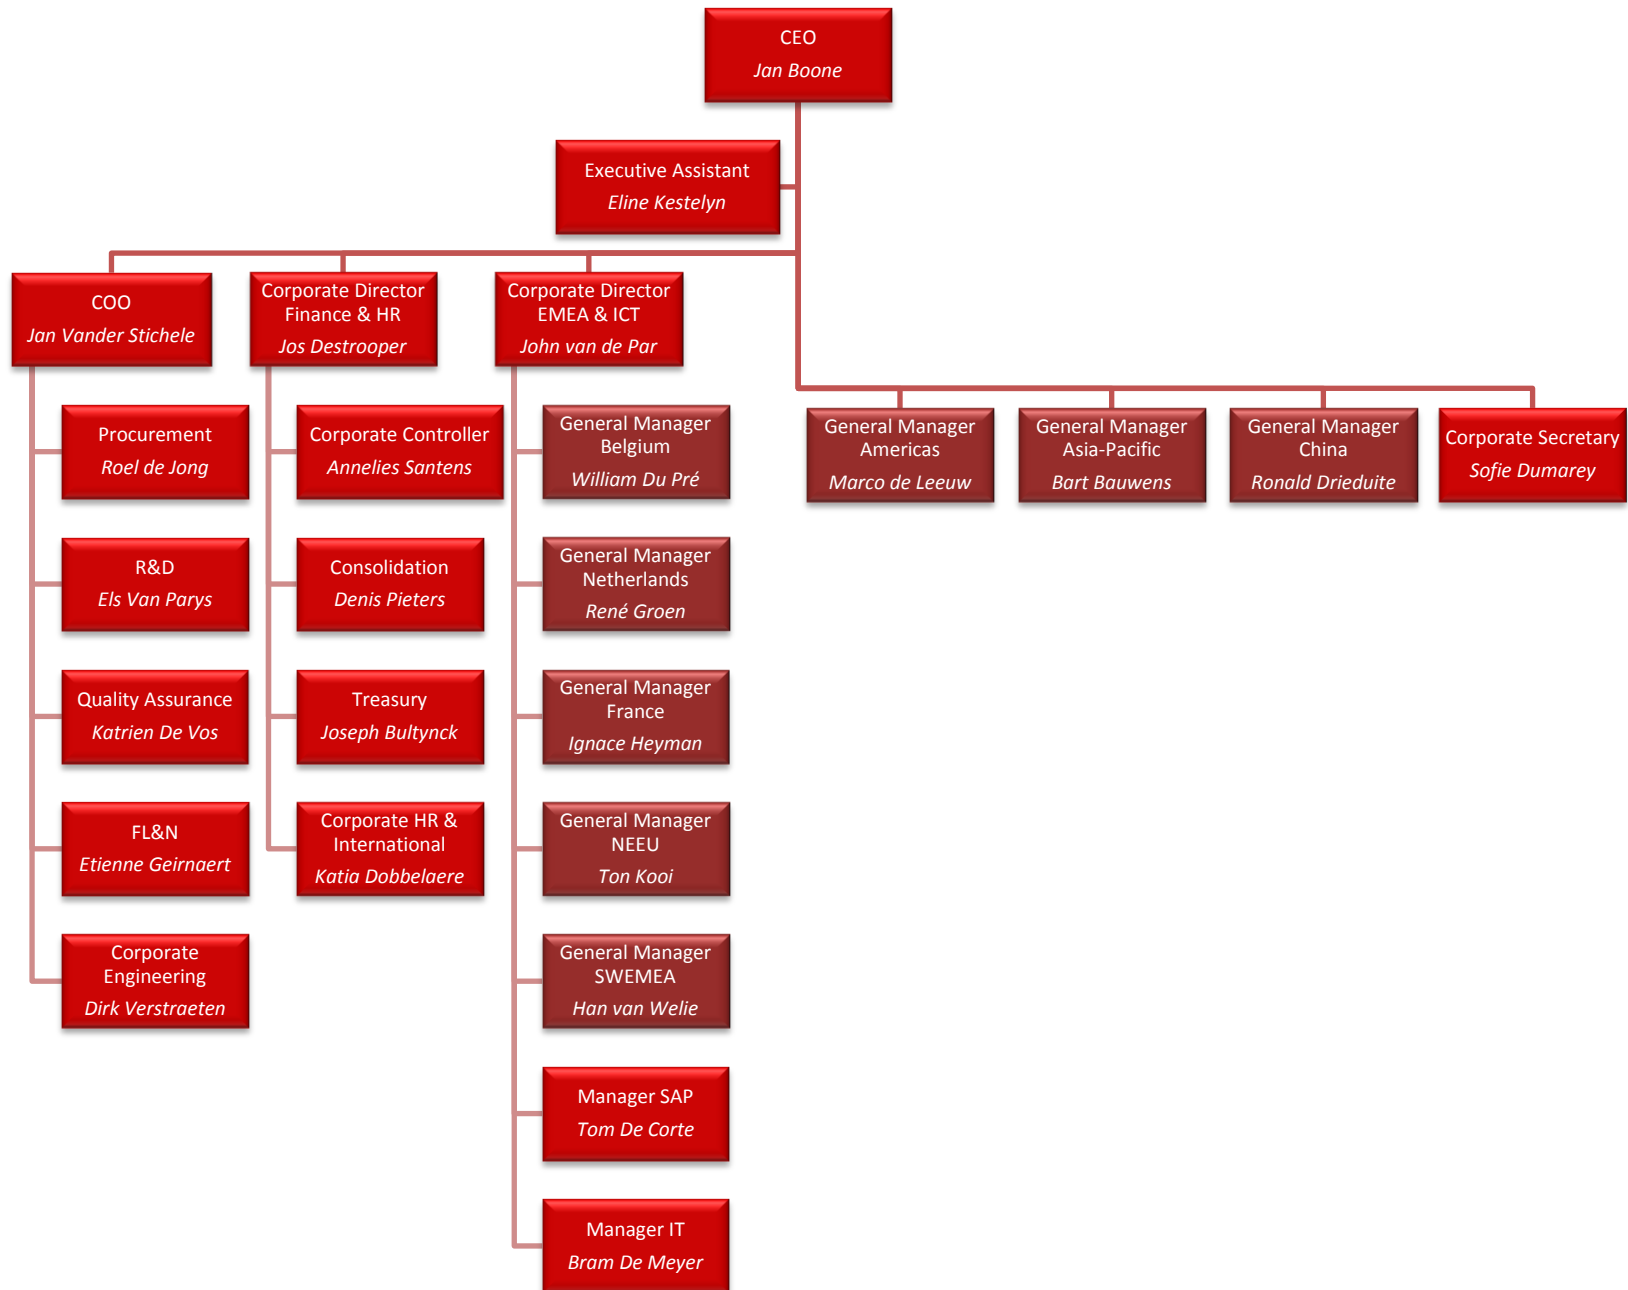 CEO
Jan Boone
Executive Assistant
Eline Kestelyn
COO
Jan Vander Stichele
Corporate Director
Finance & HR
Jos Destrooper
Corporate Director
EMEA & ICT
John van de Par
Procurement
Roel de Jong
R&D
Els Van Parys
Quality Assurance
Katrien De Vos
FL&N
Etienne Geirnaert
Corporate
Engineering
Dirk Verstraeten
Corporate Controller
Annelies Santens
Consolidation
Denis Pieters
Treasury
Joseph Bultynck
Corporate HR &
International
Katia Dobbelaere
General Manager
Belgium
William Du Pré
General Manager
Netherlands
René Groen
General Manager
France
Ignace Heyman
General Manager
NEEU
Ton Kooi
General Manager
SWEMEA
Han van Welie
Manager SAP
Tom De Corte
Manager IT
Bram De Meyer
General Manager
Americas
Marco de Leeuw
General Manager
Asia-Pacific
Bart Bauwens
General Manager
China
Ronald Drieduite
Corporate Secretary
Sofie Dumarey